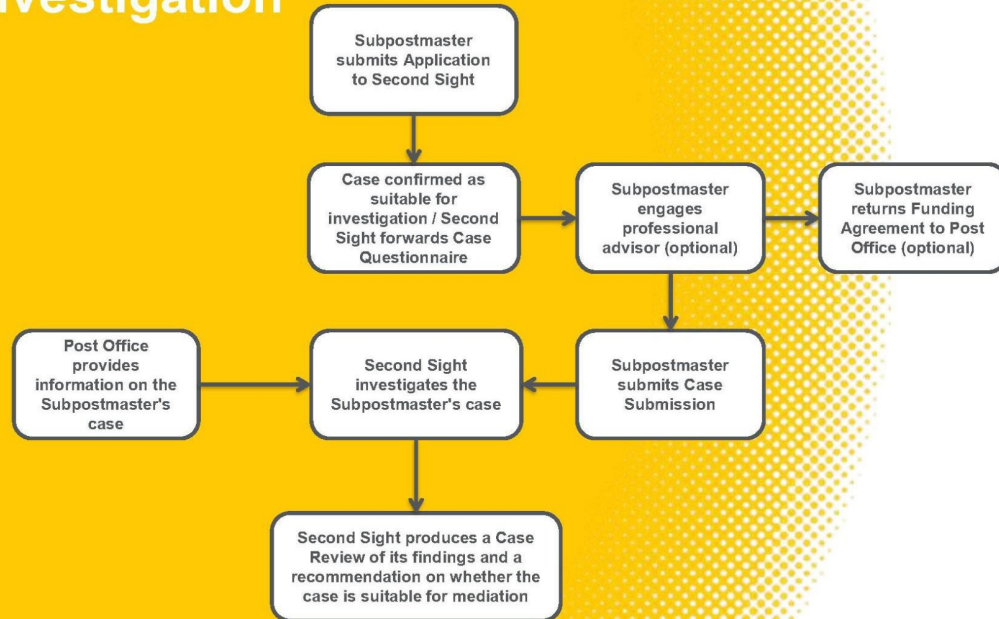 Investigation
Subpostmaster
submits Application
to Second Sight
Case confirmed as
suitable for
investigation / Second
Sight forwards Case
Questionnaire
Subpostmaster
engages
professional
advisor (optional)
Subpostmaster
returns Funding
Agreement to Post
Office (optional)
Post Office
provides
information on the
Subpostmaster's
case
Second Sight
investigates the
Subpostmaster's case
Subpostmaster
submits Case
Submission
Second Sight produces a Case
Review of its findings and a
recommendation on whether the
case is suitable for mediation